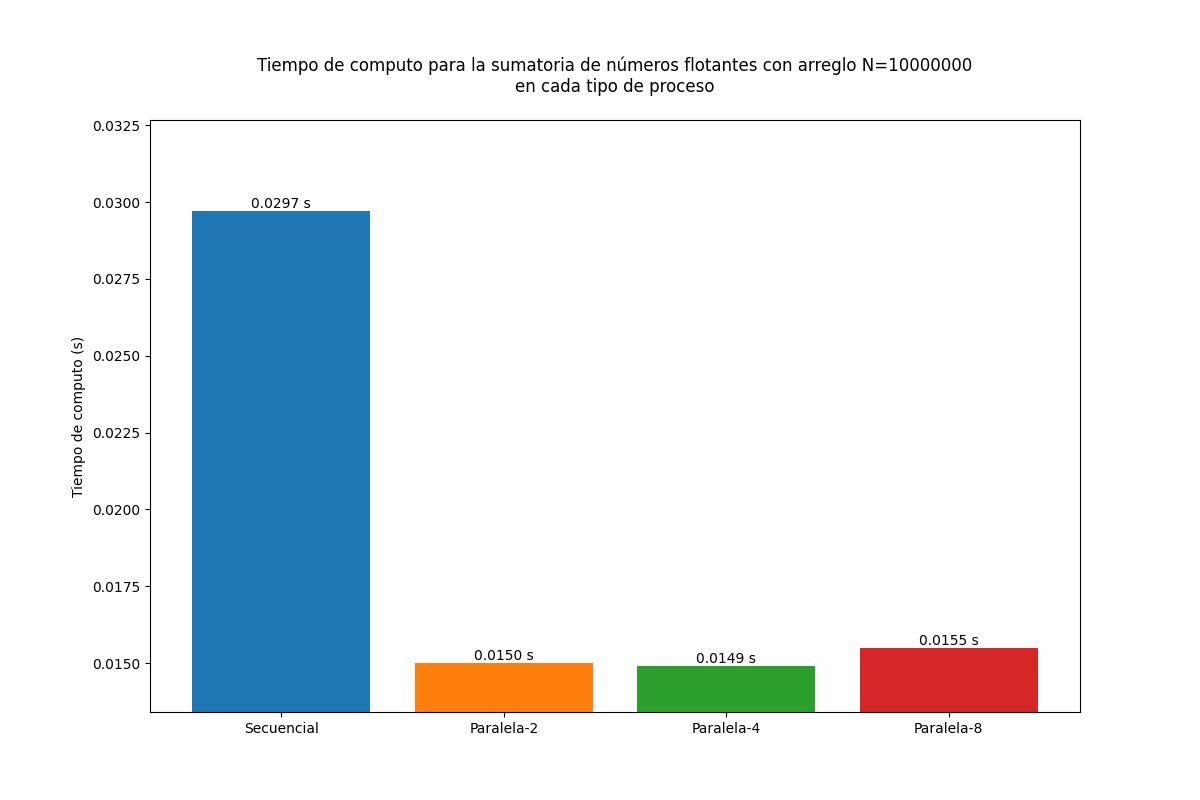 Tiempo de computo para la sumatoria de números flotantes con arreglo N=10000000
en cada tipo de proceso
0.0325
0.0300
0.0275
0.0250
0.0225
0.0200
0.0175
0.0150
Tiempo de computo (s)
0.0297 s
0.0150 s
0.0149 s
0.0155 s
Secuencial
Paralela-2
Paralela-4
Paralela-8